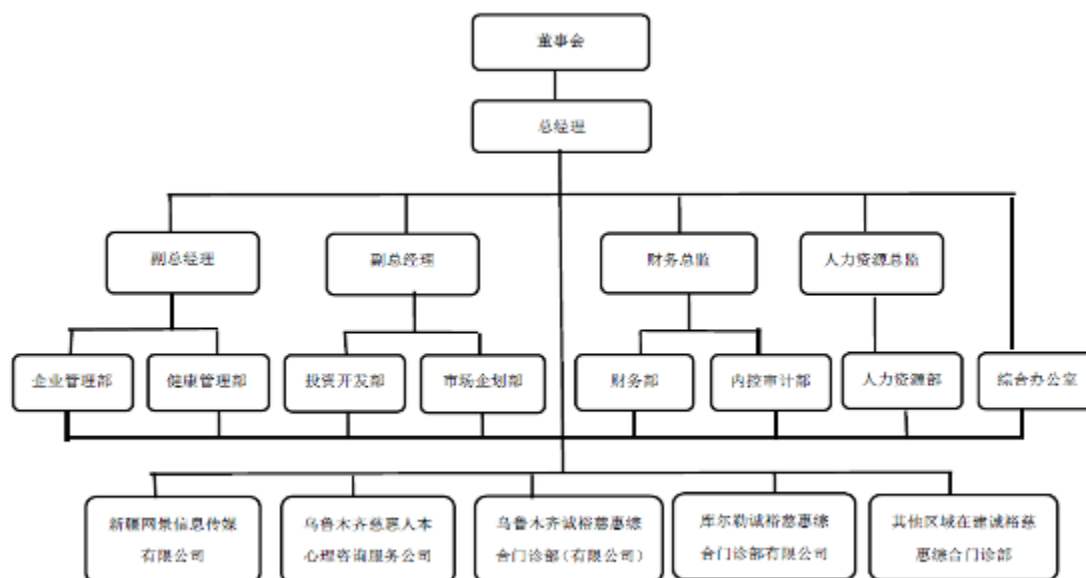 董事会
总经理
副总经理
副总经理
财务总监
人力资源总监
企业管理部
健康管理部
投资开发部
市场企划部
财务部
内控审计部
人力资源部
综合办公室
新疆网景信息传媒
有限公司
乌鲁木齐慈惠人本
心理咨询服务公司
乌鲁木齐诚裕慈惠综
合门诊部（有限公司）
库尔勒诚裕慈惠综
合门诊部有限公司
其他区域在建诚裕慈
惠综合门诊部